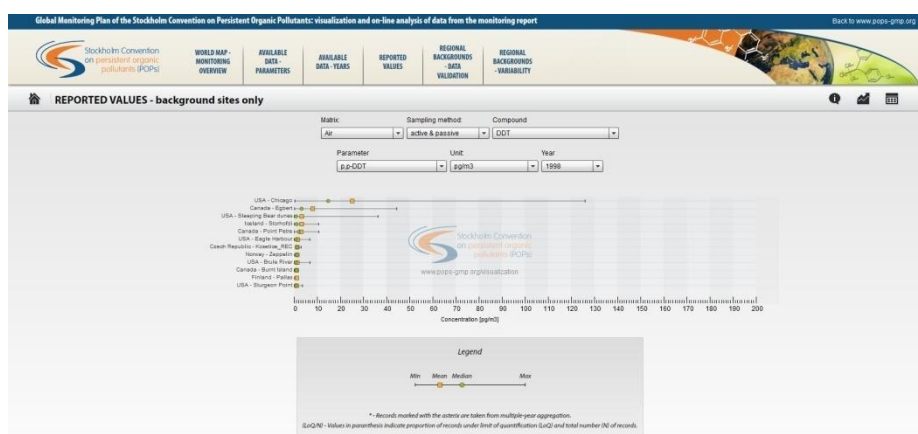 Global Monitoring Plan of the Stockholm Convention on Persistent Organic Pollutants: visualization and on-line analysis of data from the monitoring report
Back to www.pops-gmp.org
Stockholm Convention
on persistent organic
pollutants (POPs)
WORLD MAP -
MONITORING
OVERVIEW
AVAILABLE
DATA -
PARAMETERS
AVAILABLE
DATA - YEARS
REPORTED
VALUES
REGIONAL
BACKGROUNDS
- DATA
VALIDATION
REGIONAL
BACKGROUNDS
- VARIABILITY
REPORTED VALUES - background sites only
Matrix: Sampling method: Compound
Air active & passive DDT
Parameter Unit: Year
p,p-DDT pg/m3 1998
USA - Chicago
Canada - Egbert
USA - Sleeping Bear dunes
Iceland - Storhofdi
Canada - Point Petre
USA - Eagle Harbour
Czech Republic - Kosetice_REC
Norway - Zeppelin
USA - Brule River
Canada - Burnt Island
Finland - Pallas
USA - Sturgeon Point
Stockholm Convention
on persistent organic
pollutants (POPs)
www.pops-gmp.org/visualization
0 10 20 30 40 50 60 70 80 90 100 110 120 130 140 150 160 170 180 190 200
Concentration [pg/m3]
Legend
Min Mean Median Max
* - Records marked with the asterix are taken from multiple-year aggregation.
(LoQ/N) - Values in paranthesis indicate proportion of records under limit of quantification (LoQ) and total number (N) of records.